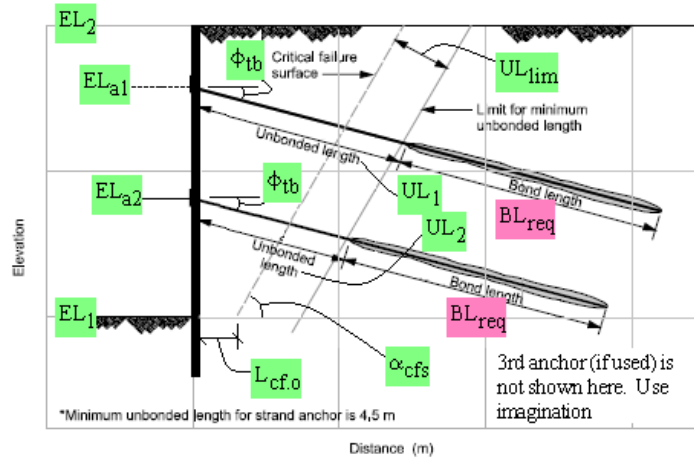 EL2
Critical failure
surface
ULlim
ELa1
ϕtb
Limit for minimum
unbonded length
Unbonded length
Bond length
ELa2
ϕtb
UL1
BLreq
UL2
Elevation
Unbonded
length
Bond length
EL1
BLreq
Lcf.o
αcfs
3rd anchor (if used) is
not shown here. Use
imagination
*Minimum unbonded length for strand anchor is 4,5 m
Distance (m)